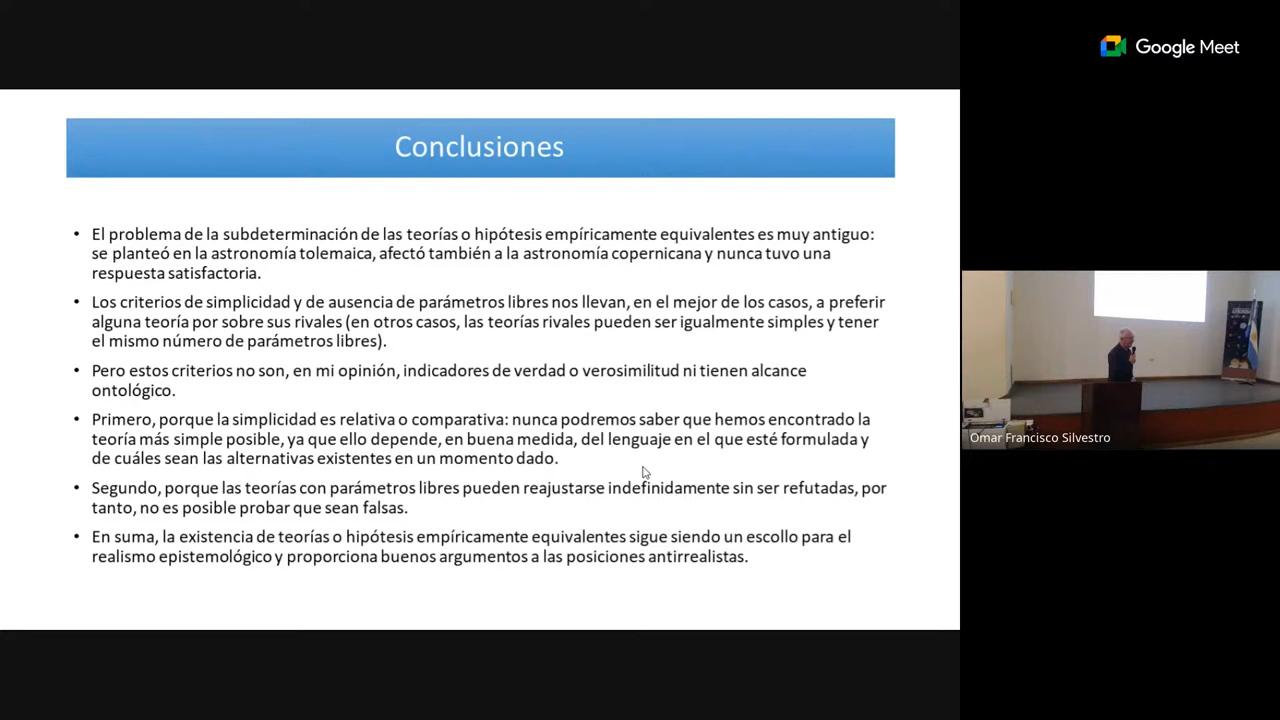 Google Meet
Conclusiones
• El problema de la subdeterminación de las teorías o hipótesis empíricamente equivalentes es muy antiguo:
se planteó en la astronomía tolemaica, afectó también a la astronomía copernicana y nunca tuvo una
respuesta satisfactoria.
• Los criterios de simplicidad y de ausencia de parámetros libres nos llevan, en el mejor de los casos, a preferir
alguna teoría por sobre sus rivales (en otros casos, las teorías rivales pueden ser igualmente simples y tener
el mismo número de parámetros libres).
• Pero estos criterios no son, en mi opinión, indicadores de verdad o verosimilitud ni tienen alcance
ontológico.
• Primero, porque la simplicidad es relativa o comparativa: nunca podremos saber que hemos encontrado la
teoría más simple posible, ya que ello depende, en buena medida, del lenguaje en el que esté formulada y
de cuáles sean las alternativas existentes en un momento dado.
• Segundo, porque las teorías con parámetros libres pueden reajustarse indefinidamente sin ser refutadas, por
tanto, no es posible probar que sean falsas.
• En suma, la existencia de teorías o hipótesis empíricamente equivalentes sigue siendo un escollo para el
realismo epistemológico y proporciona buenos argumentos a las posiciones antirrealistas.
Omar Francisco Silvestro